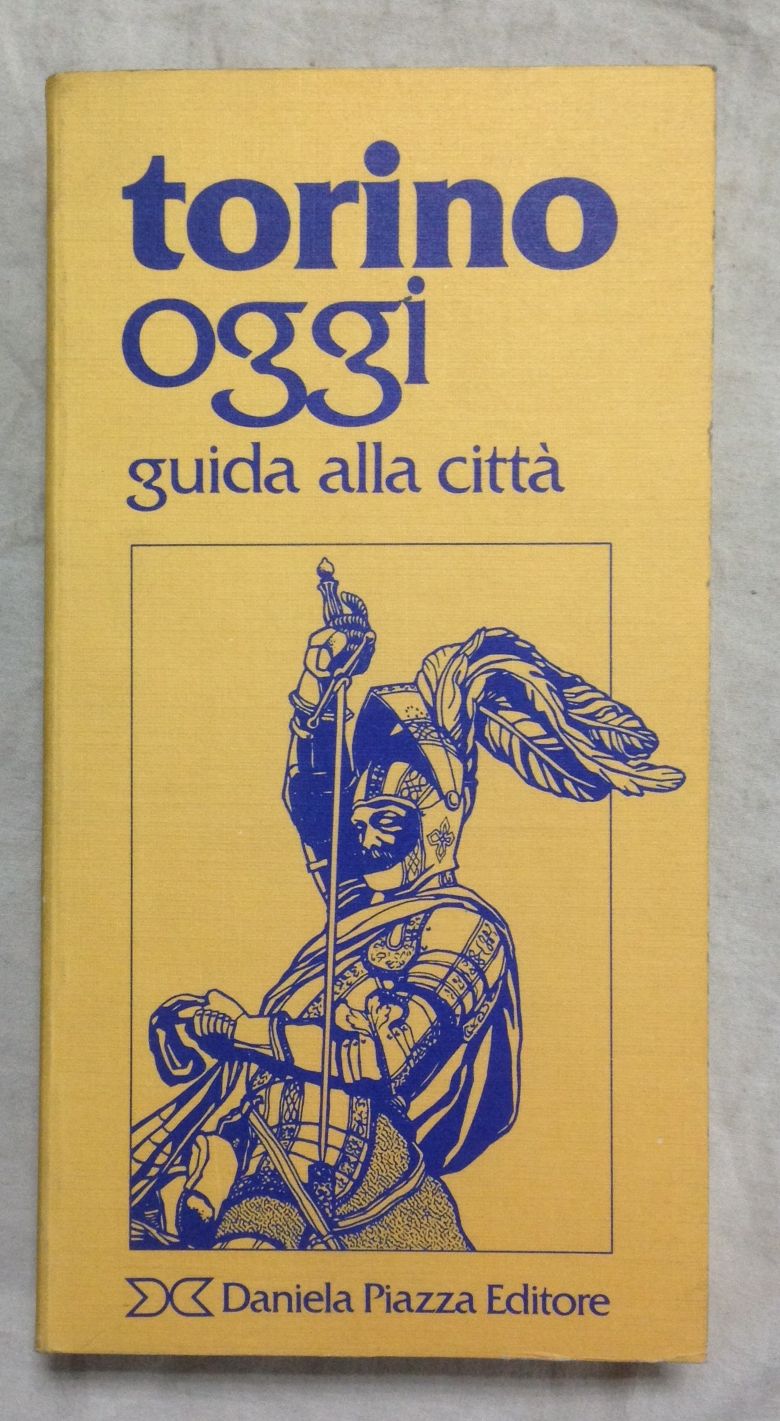 torino
oggi
guida alla città
Daniela Piazza Editore